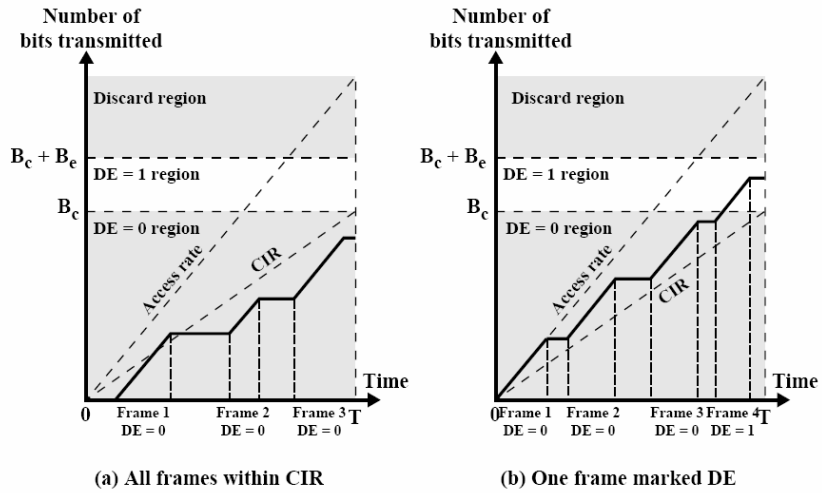 Number of
bits transmitted
Discard region
Bc + Be
DE = 1 region
Bc
DE = 0 region
Access rate
CIR
Time
0
T
Frame 1
DE = 0
Frame 2
DE = 0
Frame 3
DE = 0
(a) All frames within CIR
Number of
bits transmitted
Discard region
Bc + Be
DE = 1 region
Bc
DE = 0 region
Access rate
CIR
Time
0
T
Frame 1
DE = 0
Frame 2
DE = 0
Frame 3
DE = 0
Frame 4
DE = 1
(b) One frame marked DE